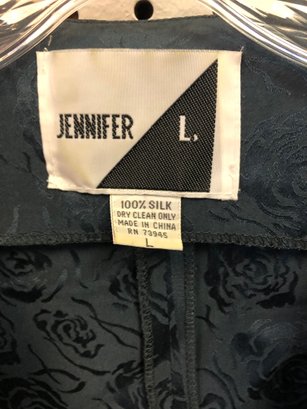 JENNIFER L.
100% SILK
DRY CLEAN ONLY
MADE IN CHINA
RN 73945
L